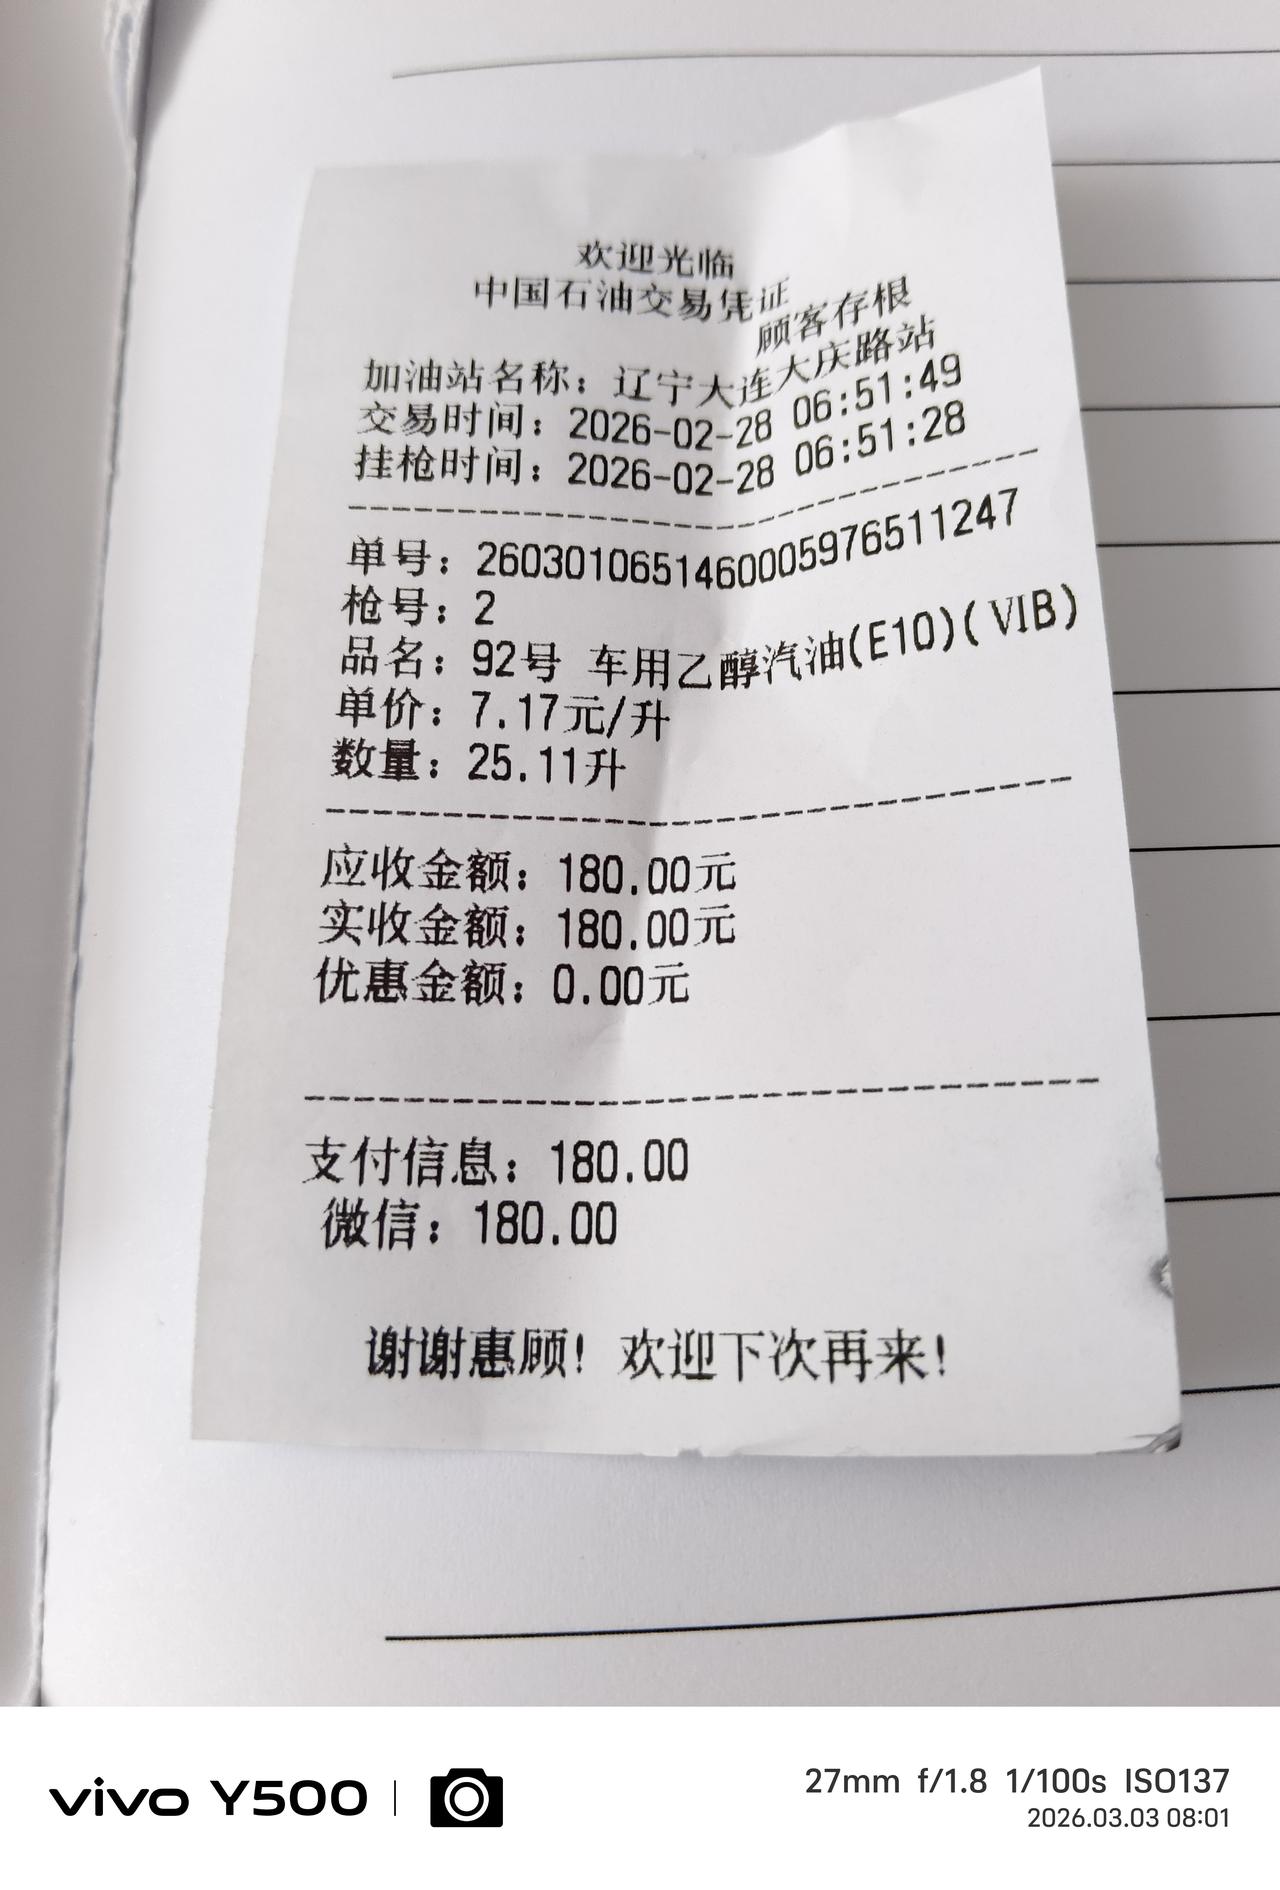 欢迎光临
中国石油交易凭证
顾客存根
加油站名称：辽宁大连大庆路站
交易时间：2026-02-28 06:51:49
挂枪时间：2026-02-28 06:51:28
单号：2603010651460005976511247
枪号：2
品名：92号 车用乙醇汽油(E10)(VIB)
单价：7.17元/升
数量：25.11升
应收金额：180.00元
实收金额：180.00元
优惠金额：0.00元
支付信息：180.00
微信：180.00
谢谢惠顾！欢迎下次再来！
vivo Y500
27mm f/1.8 1/100s ISO137
2026.03.03 08:01